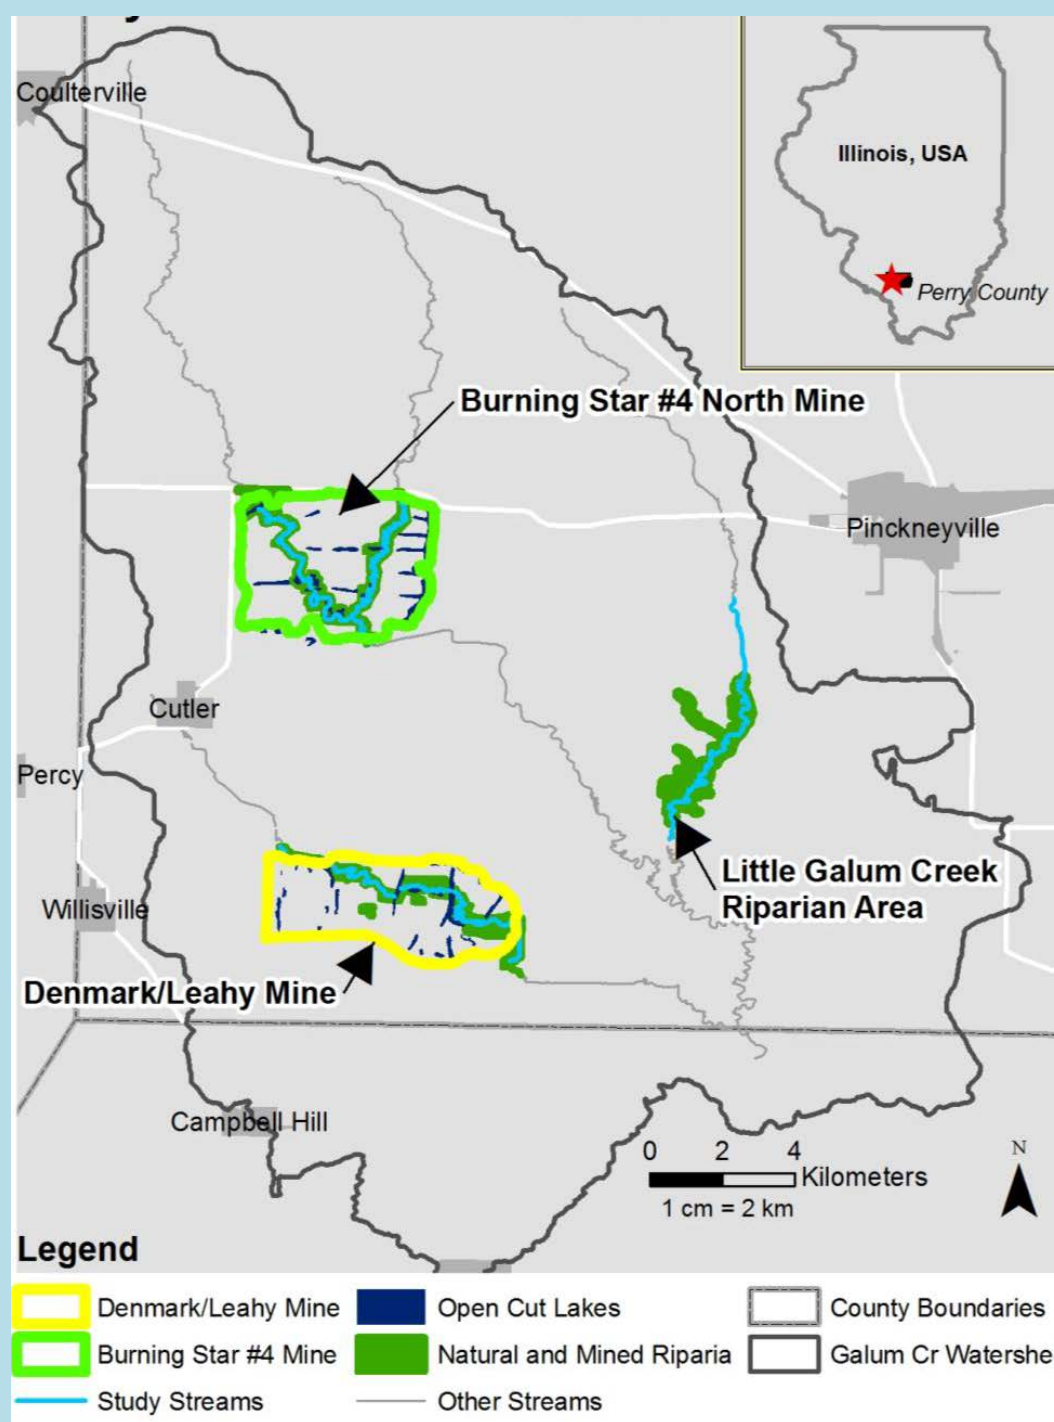 Coulterville
Illinois, USA
Perry County
Burning Star #4 North Mine
Pinckneyville
Cutler
Percy
Little Galum Creek
Riparian Area
Willisville
Denmark/Leahy Mine
Campbell Hill
0 2 4
Kilometers
1 cm = 2 km
N
Legend
Denmark/Leahy Mine
Open Cut Lakes
County Boundaries
Burning Star #4 Mine
Natural and Mined Riparia
Galum Cr Watershe
Study Streams
Other Streams